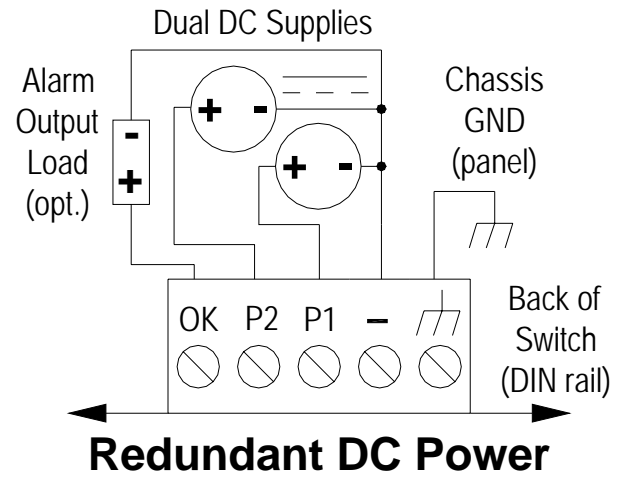 Dual DC Supplies
Alarm
Output
Load
(opt.)
-
+
+ -
+ -
Chassis
GND
(panel)
OK P2 P1 –
Back of
Switch
(DIN rail)
Redundant DC Power